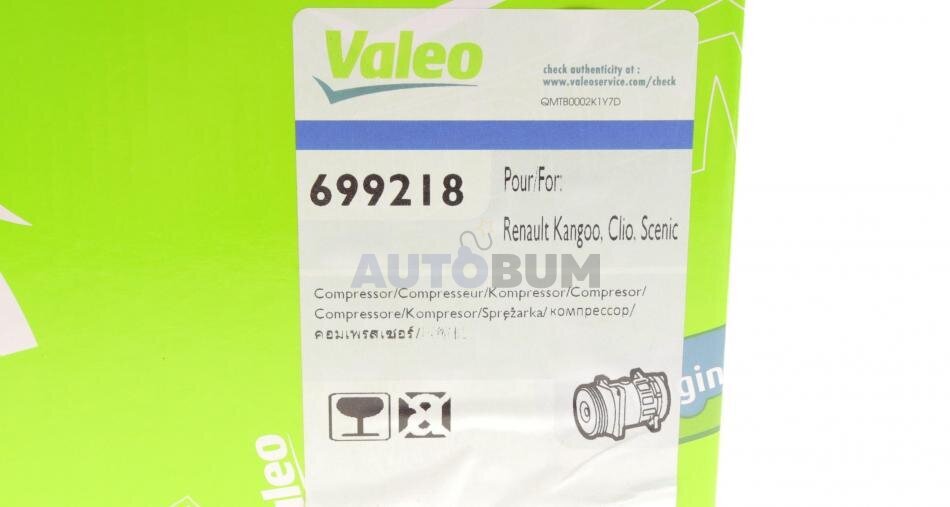 Valeo
check authenticity at :
www.valeoservice.com/check
QMTB0002K1Y7D
699218
Pour/For:
Renault Kangoo, Clio, Scenic
AUTOBUM
Compressor/Compresseur/Kompressor/Compresor/
Compressore/Kompresor/Sprężarka/компрессор/
คอมเพรสเซอร์/
gin
Valeo